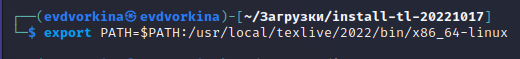 ┌──(evdvorkina㉿evdvorkina)-[~/Загрузки/install-tl-20221017]
└─$ export PATH=$PATH:/usr/local/texlive/2022/bin/x86_64-linux